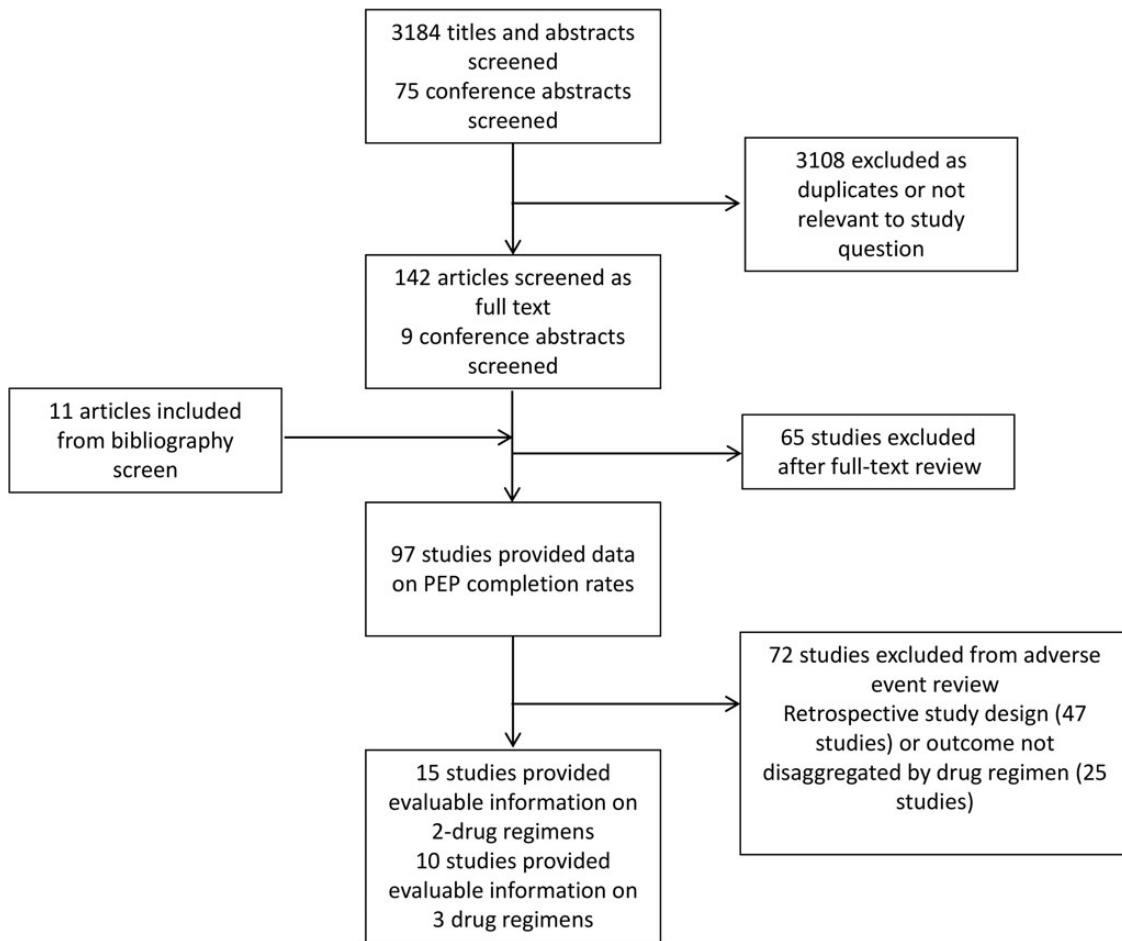 3184 titles and abstracts
screened
75 conference abstracts
screened
3108 excluded as
duplicates or not
relevant to study
question
142 articles screened as
full text
9 conference abstracts
screened
11 articles included
from bibliography
screen
65 studies excluded
after full-text review
97 studies provided data
on PEP completion rates
72 studies excluded from adverse
event review
Retrospective study design (47
studies) or outcome not
disaggregated by drug regimen (25
studies)
15 studies provided
evaluable information on
2-drug regimens
10 studies provided
evaluable information on
3 drug regimens